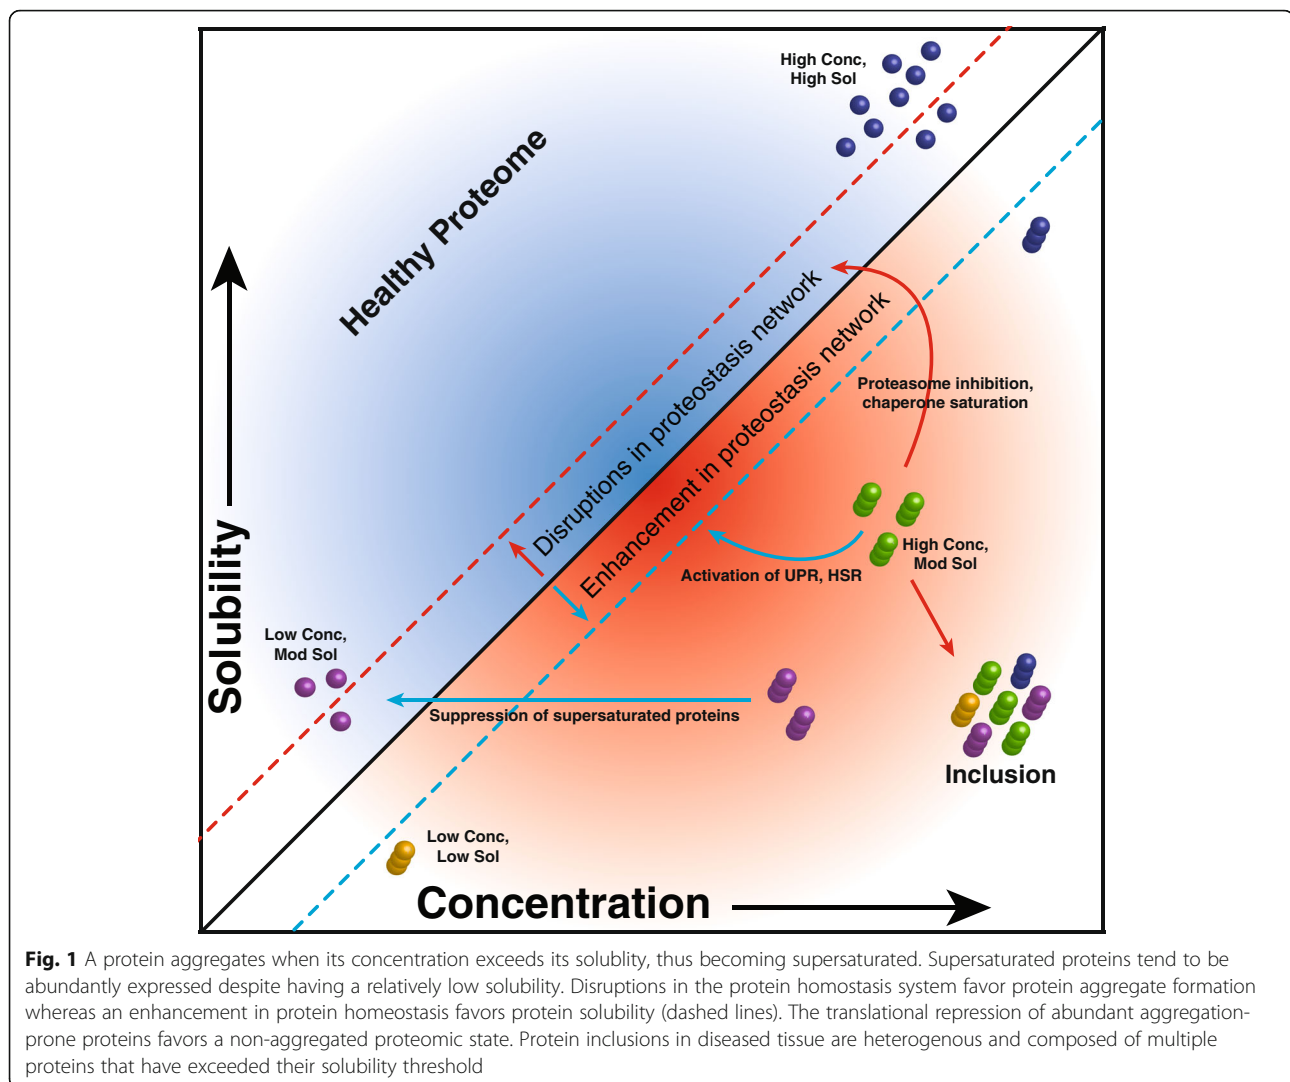 High Conc,
High Sol
Healthy Proteome
Disruptions in proteostasis network
Enhancement in proteostasis network
Proteasome inhibition,
chaperone saturation
High Conc,
Mod Sol
Activation of UPR, HSR
Solubility
Low Conc,
Mod Sol
Suppression of supersaturated proteins
Inclusion
Low Conc,
Low Sol
Concentration
Fig. 1 A protein aggregates when its concentration exceeds its solublity, thus becoming supersaturated. Supersaturated proteins tend to be
abundantly expressed despite having a relatively low solubility. Disruptions in the protein homostasis system favor protein aggregate formation
whereas an enhancement in protein homeostasis favors protein solubility (dashed lines). The translational repression of abundant aggregation-
prone proteins favors a non-aggregated proteomic state. Protein inclusions in diseased tissue are heterogenous and composed of multiple
proteins that have exceeded their solubility threshold